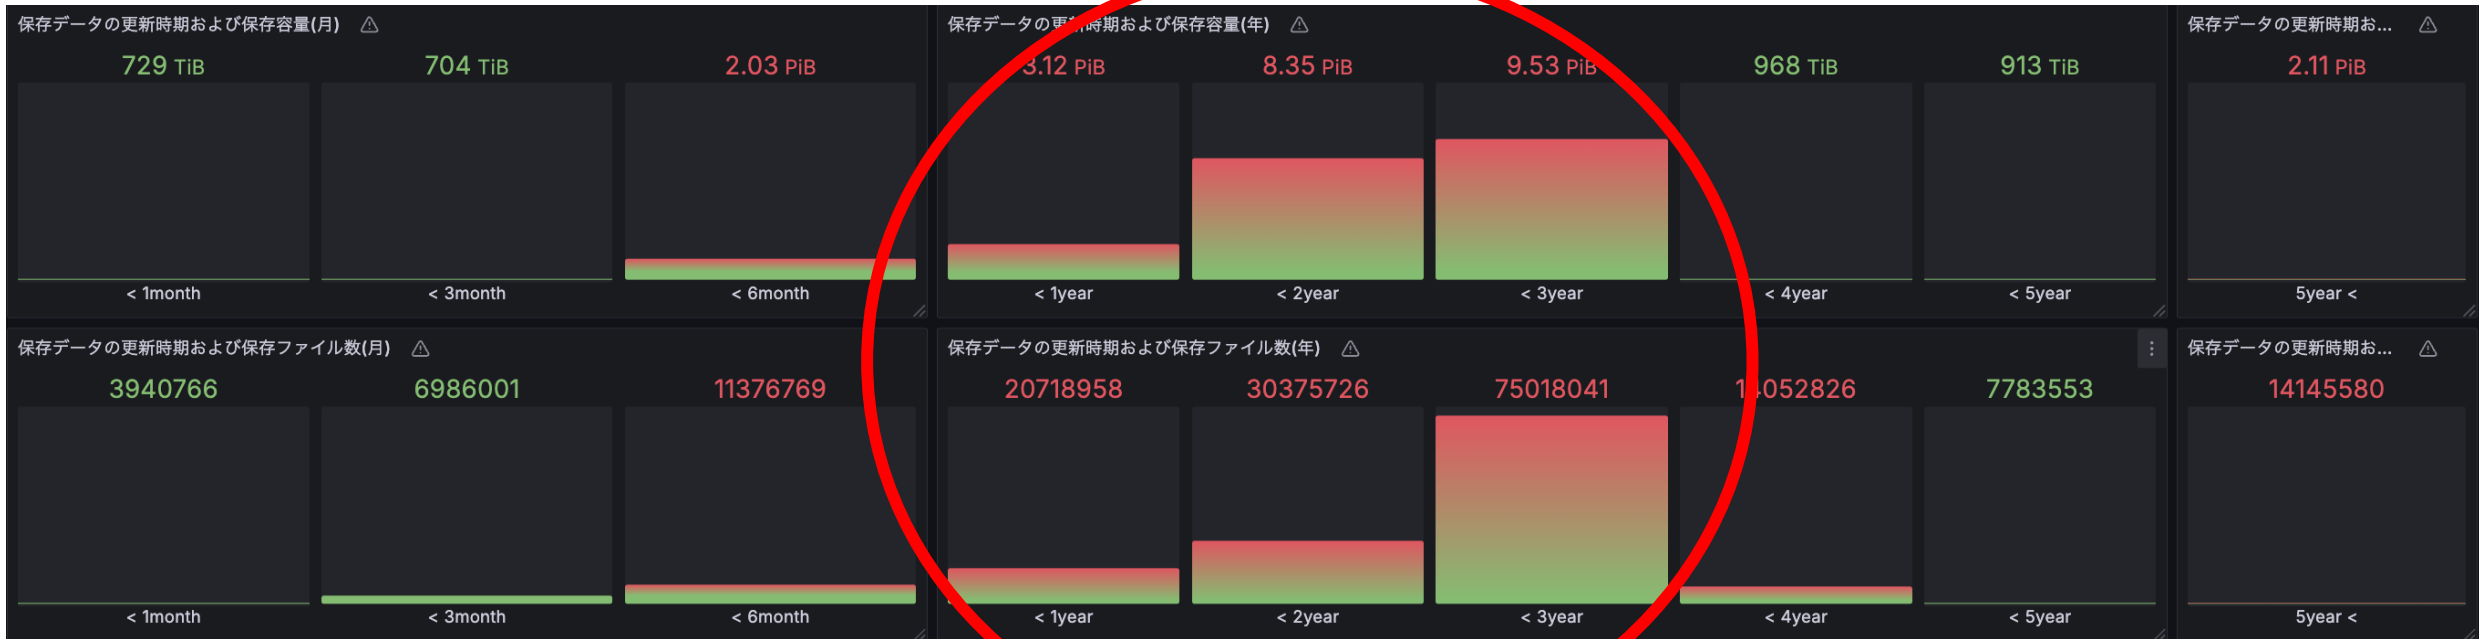 保存データの更新時期および保存容量(月)
729 TiB
704 TiB
2.03 PiB
< 1month
< 3month
< 6month
保存データの更新時期および保存容量(年)
3.12 PiB
8.35 PiB
9.53 PiB
968 TiB
913 TiB
< 1year
< 2year
< 3year
< 4year
< 5year
保存データの更新時期お...
2.11 PiB
5year <
保存データの更新時期および保存ファイル数(月)
3940766
6986001
11376769
< 1month
< 3month
< 6month
保存データの更新時期および保存ファイル数(年)
20718958
30375726
75018041
14052826
7783553
< 1year
< 2year
< 3year
< 4year
< 5year
保存データの更新時期お...
14145580
5year <